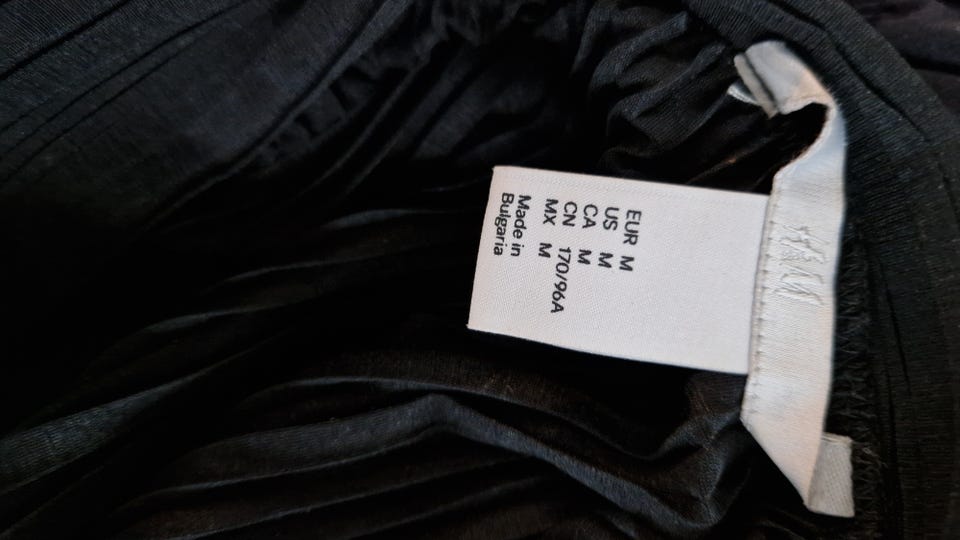 H&M
EUR M
US M
CA M
CN 170/96A
MX M
Made in
Bulgaria